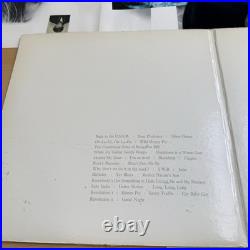 Back in the U.S.S.R. Dear Prudence Glass Onion
Ob-La-Di, Ob-La-Da Wild Honey Pie
The Continuing Story of Bungalow Bill
While My Guitar Gently Weeps Happiness is a Warm Gun
Martha My Dear I'm so tired Blackbird Piggies
Rocky Raccoon Don't Pass Me By
Why don't we do it in the road? I Will Julia
Birthday Yer Blues Mother Nature's Son
Everybody's Got Something to Hide Except Me and My Monkey
Sexy Sadie Helter Skelter Long, Long, Long
Revolution 1 Honey Pie Savoy Truffle Cry Baby Cry
Revolution 9 Good Night